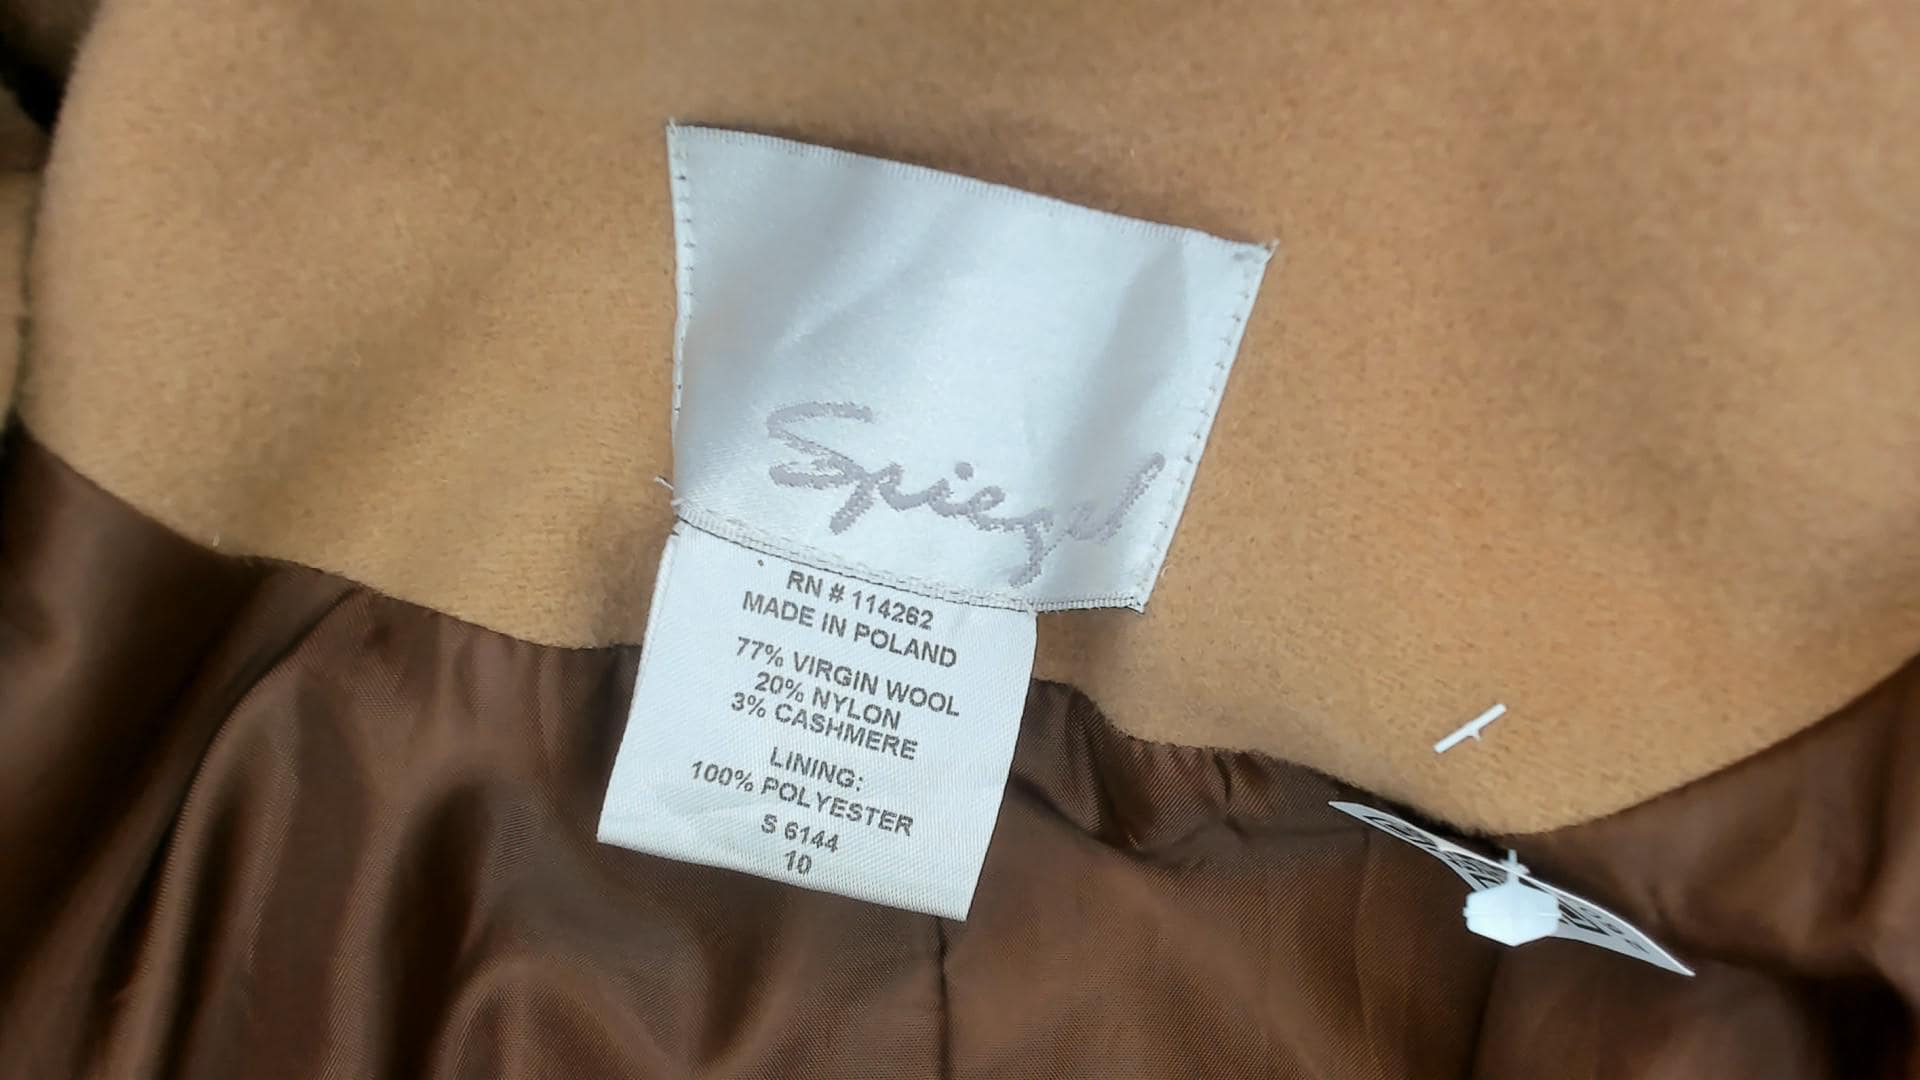 Spiegel
RN # 114262
MADE IN POLAND
77% VIRGIN WOOL
20% NYLON
3% CASHMERE
LINING:
100% POLYESTER
S 6144
10